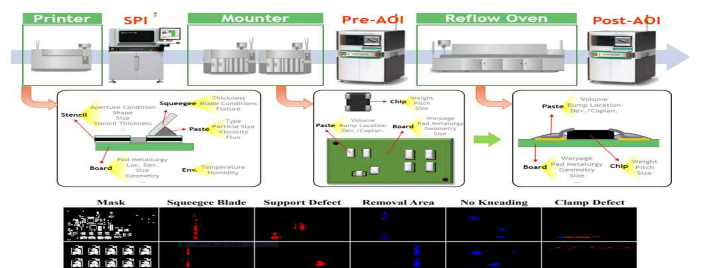 Printer SPI Mounter Pre-AOI Reflow Oven Post-AOI
Stencil
Aperture Condition
Shape
Size
Stencil Thickness ...
Squeegee
Thickness
Blade Conditions
Fixture
Paste
Type
Particle Size
Viscosity
Flux
Board
Pad Metallurgy
Loc. Dev.
Size
Geometry
...
Env.
Temperature
Humidity
Chip
Weight
Pitch
Size
Paste
Volume
Bump Location
Dev./Coplan.
Board
Warpage
Pad Metalurgy
Geometry
Size
Paste
Volume
Bump Location
Dev./Coplan.
Board
Warpage
Pad Metalurgy
Geometry
Size
Chip
Weight
Pitch
Size
Mask Squeegee Blade Support Defect Removal Area No Kneading Clamp Defect